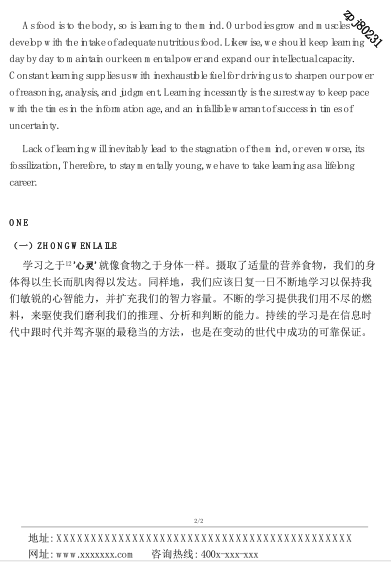 As food is to the body, so is learning to the mind. Our bodies grow and muscles
develop with the intake of adequate nutritious food. Likewise, we should keep learning
day by day to maintain our keen mental power and expand our intellectual capacity.
Constant learning supplies us with inexhaustible fuel for driving us to sharpen our power
of reasoning, analysis, and judgment. Learning incessantly is the surest way to keep pace
with the times in the information age, and an infallible warrant of success in times of
uncertainty.
Lack of learning will inevitably lead to the stagnation of the mind, or even worse, its
fossilization, Therefore, to stay mentally young, we have to take learning as a lifelong
career.
ONE
（一）ZHONGWENLAILE
学习之于¹²'心灵'就像食物之于身体一样。摄取了适量的营养食物，我们的身
体得以生长而肌肉得以发达。同样地，我们应该日复一日不断地学习以保持我
们敏锐的心智能力，并扩充我们的智力容量。不断的学习提供我们用不尽的燃
料，来驱使我们磨利我们的推理、分析和判断的能力。持续的学习是在信息时
代中跟时代并驾齐驱的最稳当的方法，也是在变动的世代中成功的可靠保证。
2/2
地址: XXXXXXXXXXXXXXXXXXXXXXXXXXXXXXXXXXXXXXXXXX
网址: www.xxxxxxx.com 咨询热线: 400x-xxx-xxx
zpj80231